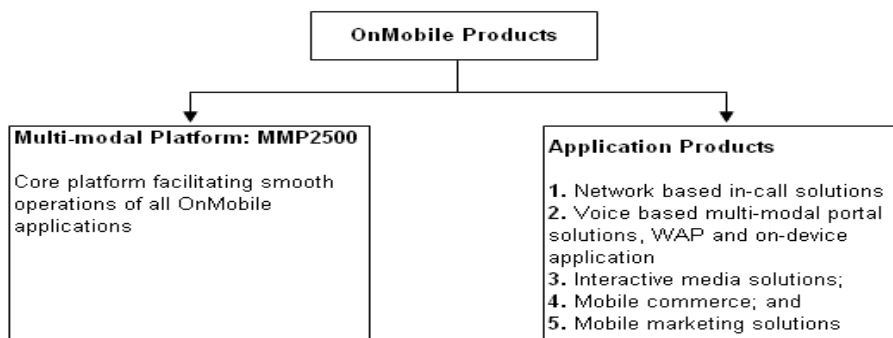 OnMobile Products
Multi-modal Platform: MMP2500
Core platform facilitating smooth
operations of all OnMobile
applications
Application Products
1. Network based in-call solutions
2. Voice based multi-modal portal
solutions, WAP and on-device
application
3. Interactive media solutions;
4. Mobile commerce; and
5. Mobile marketing solutions